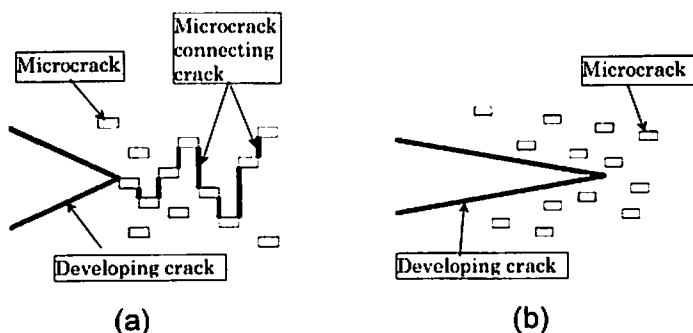 Microcrack
Microcrack
connecting
crack
Developing crack
(a)
Microcrack
Developing crack
(b)